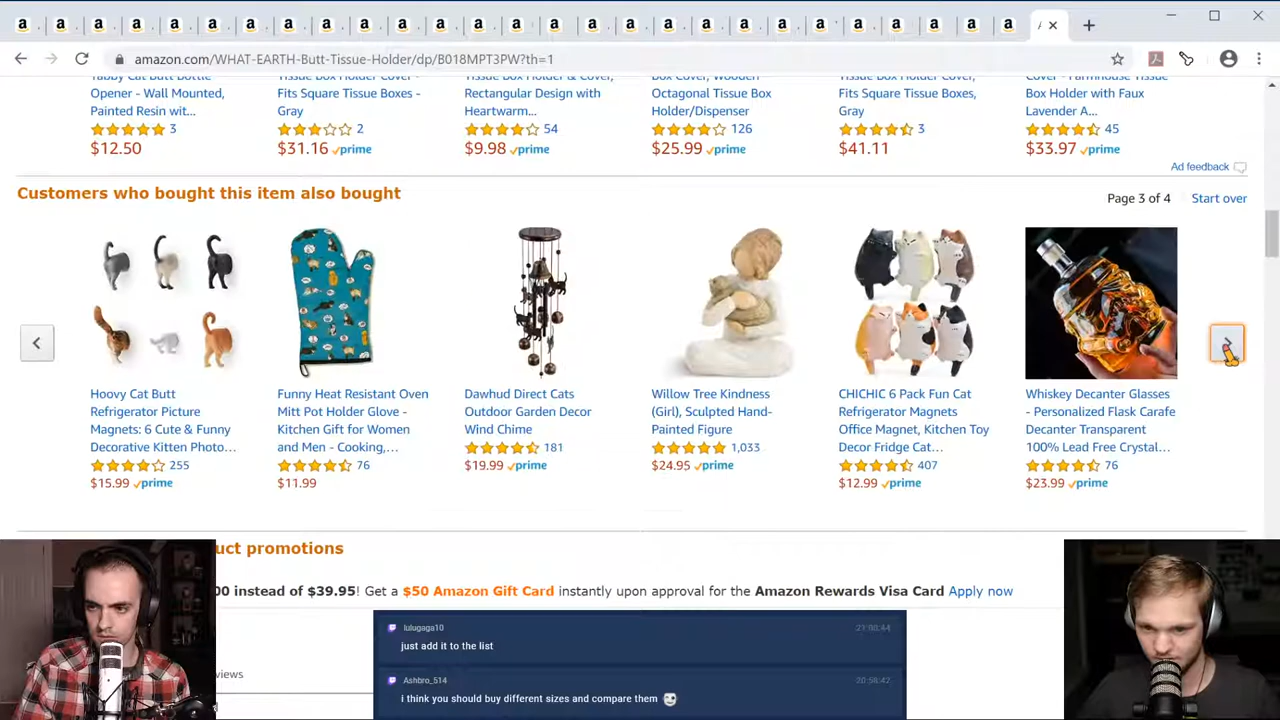 amazon.com/WHAT-EARTH-Butt-Tissue-Holder/dp/B018MPT3PW?th=1
Tabby Cat Butt Bottle
Opener - Wall Mounted,
Painted Resin wit...
3
$12.50
Tissue Box Holder Cover -
Fits Square Tissue Boxes -
Gray
2
$31.16 prime
Tissue Box Holder & Cover,
Rectangular Design with
Heartwarm...
54
$9.98 prime
Box Cover, Wooden
Octagonal Tissue Box
Holder/Dispenser
126
$25.99 prime
Tissue Box Holder Cover -
Fits Square Tissue Boxes,
Gray
3
$41.11
Cover - Farmhouse Tissue
Box Holder with Faux
Lavender A...
45
$33.97 prime
Ad feedback
Customers who bought this item also bought
Page 3 of 4 Start over
Hoovy Cat Butt
Refrigerator Picture
Magnets: 6 Cute & Funny
Decorative Kitten Photo...
255
$15.99 prime
Funny Heat Resistant Oven
Mitt Pot Holder Glove -
Kitchen Gift for Women
and Men - Cooking,...
76
$11.99
Dawhud Direct Cats
Outdoor Garden Decor
Wind Chime
181
$19.99 prime
Willow Tree Kindness
(Girl), Sculpted Hand-
Painted Figure
1,033
$24.95 prime
CHICHIC 6 Pack Fun Cat
Refrigerator Magnets
Office Magnet, Kitchen Toy
Decor Fridge Cat...
407
$12.99 prime
Whiskey Decanter Glasses
- Personalized Flask Carafe
Decanter Transparent
100% Lead Free Crystal...
76
$23.99 prime
uct promotions
00 instead of $39.95! Get a $50 Amazon Gift Card instantly upon approval for the Amazon Rewards Visa Card Apply now
views
lulugaga10
just add it to the list
Ashbro_514 20:58:42
i think you should buy different sizes and compare them